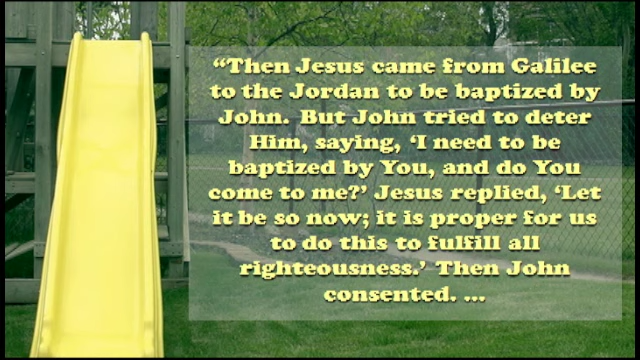 “Then Jesus came from Galilee
to the Jordan to be baptized by
John. But John tried to deter
Him, saying, ‘I need to be
baptized by You, and do You
come to me?’ Jesus replied, ‘Let
it be so now; it is proper for us
to do this to fulfill all
righteousness.’ Then John
consented. ...